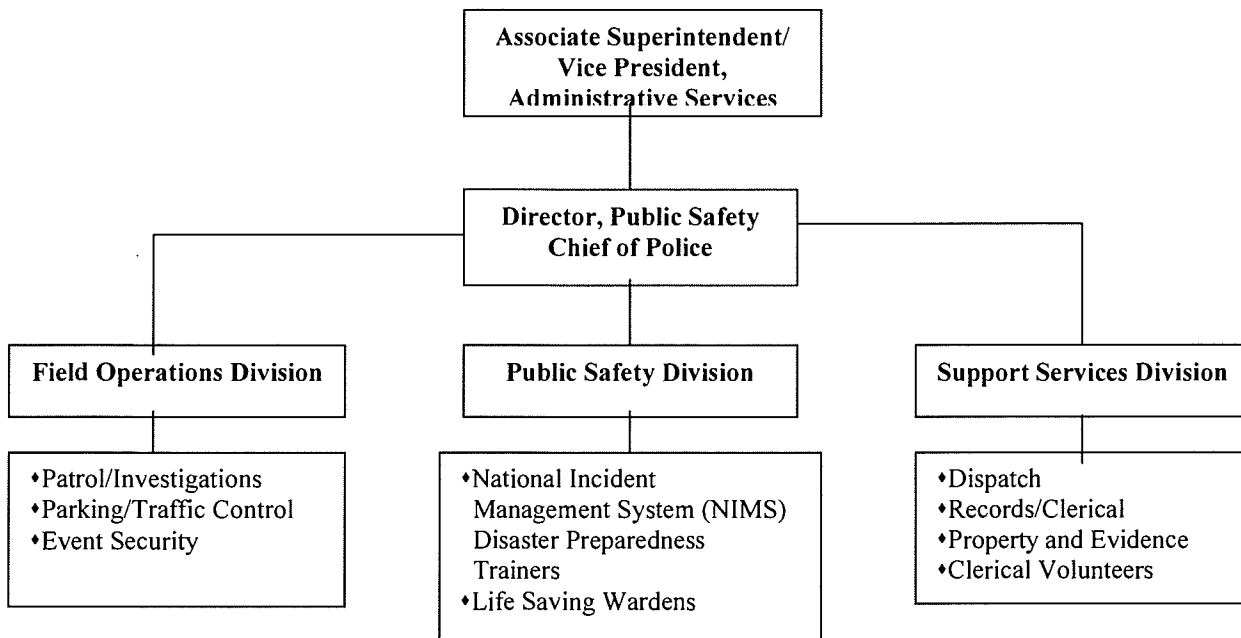 Associate Superintendent/
Vice President,
Administrative Services
Director, Public Safety
Chief of Police
Field Operations Division
Public Safety Division
Support Services Division
♦Patrol/Investigations
♦Parking/Traffic Control
♦Event Security
♦National Incident
Management System (NIMS)
Disaster Preparedness
Trainers
♦Life Saving Wardens
♦Dispatch
♦Records/Clerical
♦Property and Evidence
♦Clerical Volunteers